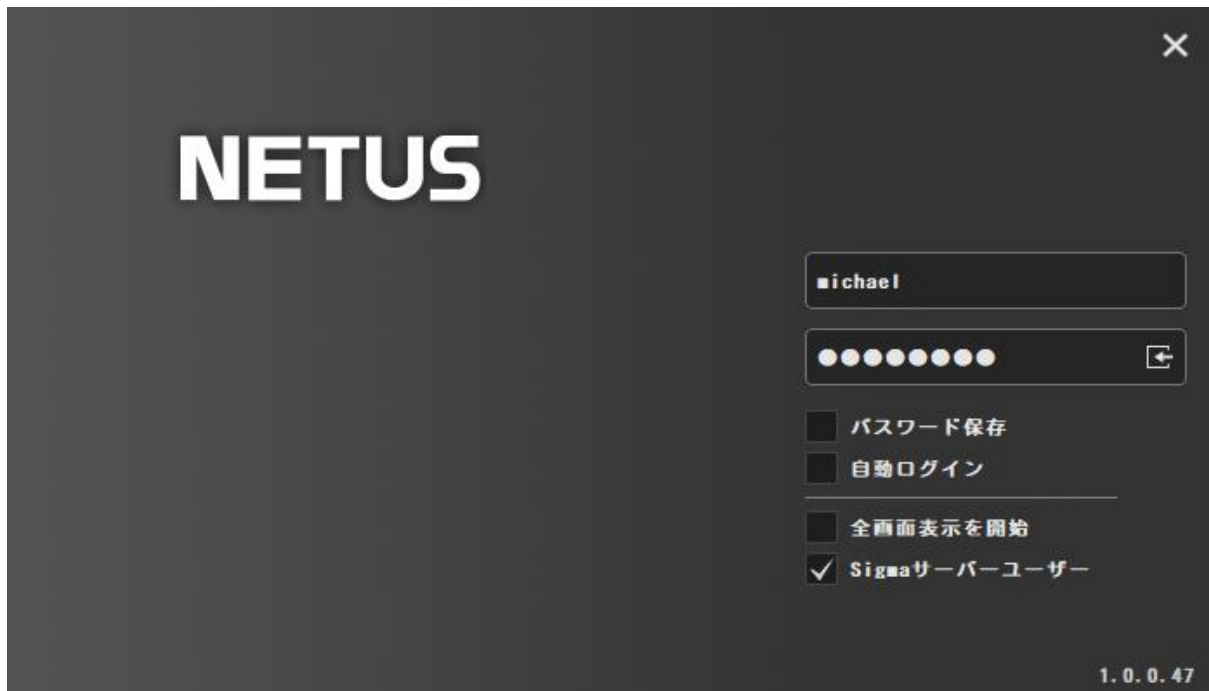 NETUS
michael
●●●●●●●●
パスワード保存
自動ログイン
全画面表示を開始
Sigmaサーバーユーザー
1.0.0.47